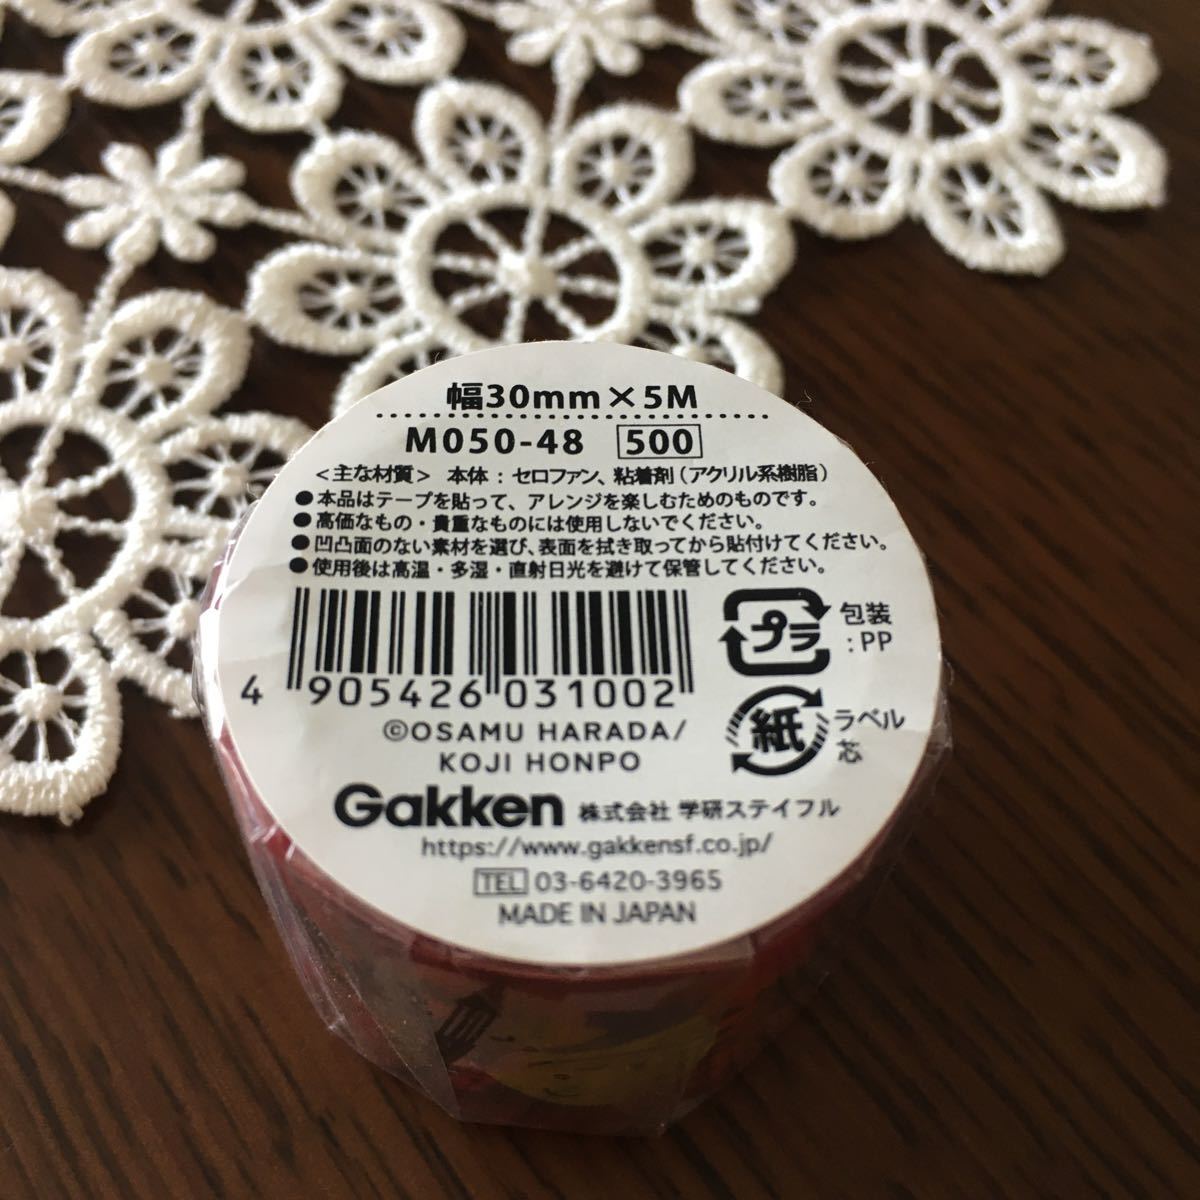 幅30mm×5M
M050-48 500
<主な材質> 本体：セロファン、粘着剤（アクリル系樹脂）
●本品はテープを貼って、アレンジを楽しむためのものです。
●高価なもの・貴重なものには使用しないでください。
●凹凸面のない素材を選び、表面を拭き取ってから貼付けてください。
●使用後は高温・多湿・直射日光を避けて保管してください。
4 905426 031002
プラ
包装
:PP
紙
ラベル
芯
©OSAMU HARADA/
KOJI HONPO
Gakken 株式会社 学研ステイフル
https://www.gakkensf.co.jp/
TEL 03-6420-3965
MADE IN JAPAN